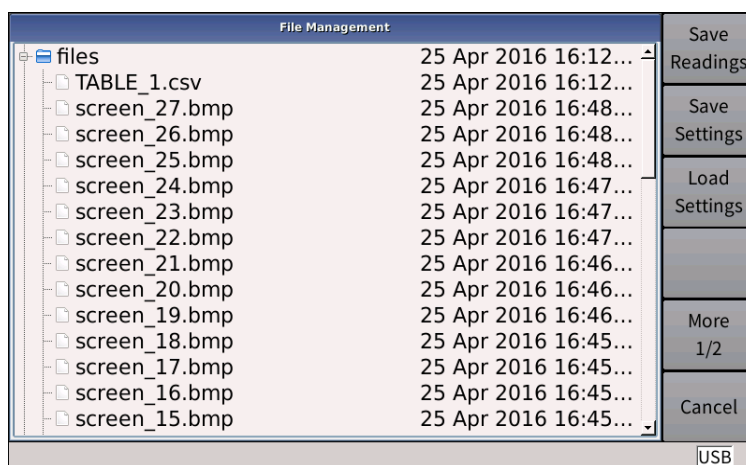 File Management
files 25 Apr 2016 16:12...
TABLE_1.csv 25 Apr 2016 16:12...
screen_27.bmp 25 Apr 2016 16:48...
screen_26.bmp 25 Apr 2016 16:48...
screen_25.bmp 25 Apr 2016 16:48...
screen_24.bmp 25 Apr 2016 16:47...
screen_23.bmp 25 Apr 2016 16:47...
screen_22.bmp 25 Apr 2016 16:47...
screen_21.bmp 25 Apr 2016 16:46...
screen_20.bmp 25 Apr 2016 16:46...
screen_19.bmp 25 Apr 2016 16:46...
screen_18.bmp 25 Apr 2016 16:45...
screen_17.bmp 25 Apr 2016 16:45...
screen_16.bmp 25 Apr 2016 16:45...
screen_15.bmp 25 Apr 2016 16:45...
Save
Readings
Save
Settings
Load
Settings
More
1/2
Cancel
USB